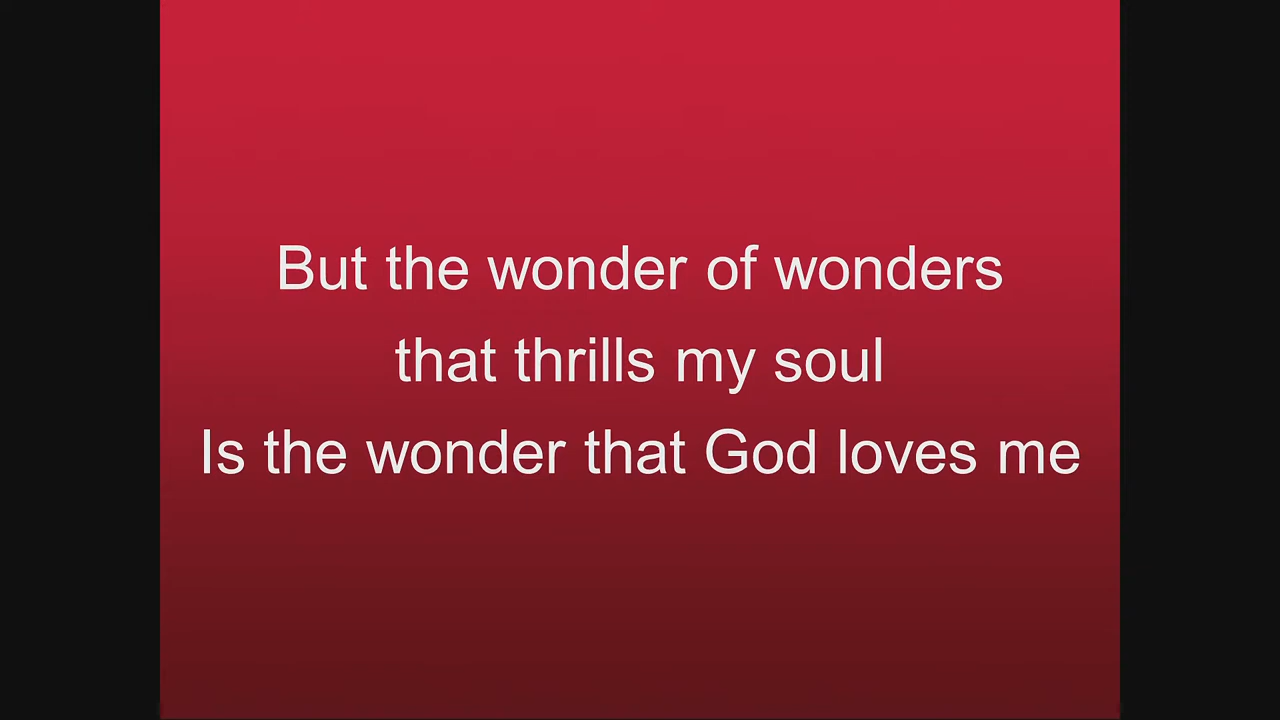 But the wonder of wonders
that thrills my soul
Is the wonder that God loves me